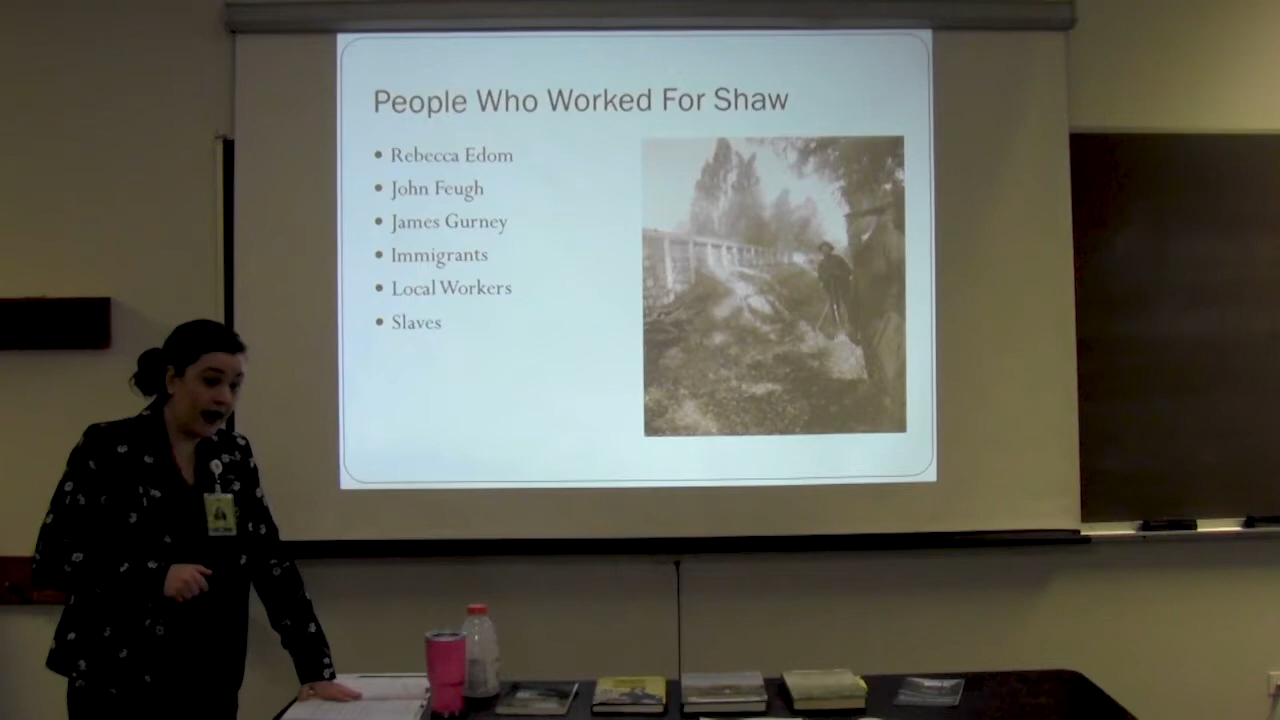 People Who Worked For Shaw
• Rebecca Edom
• John Feugh
• James Gurney
• Immigrants
• Local Workers
• Slaves